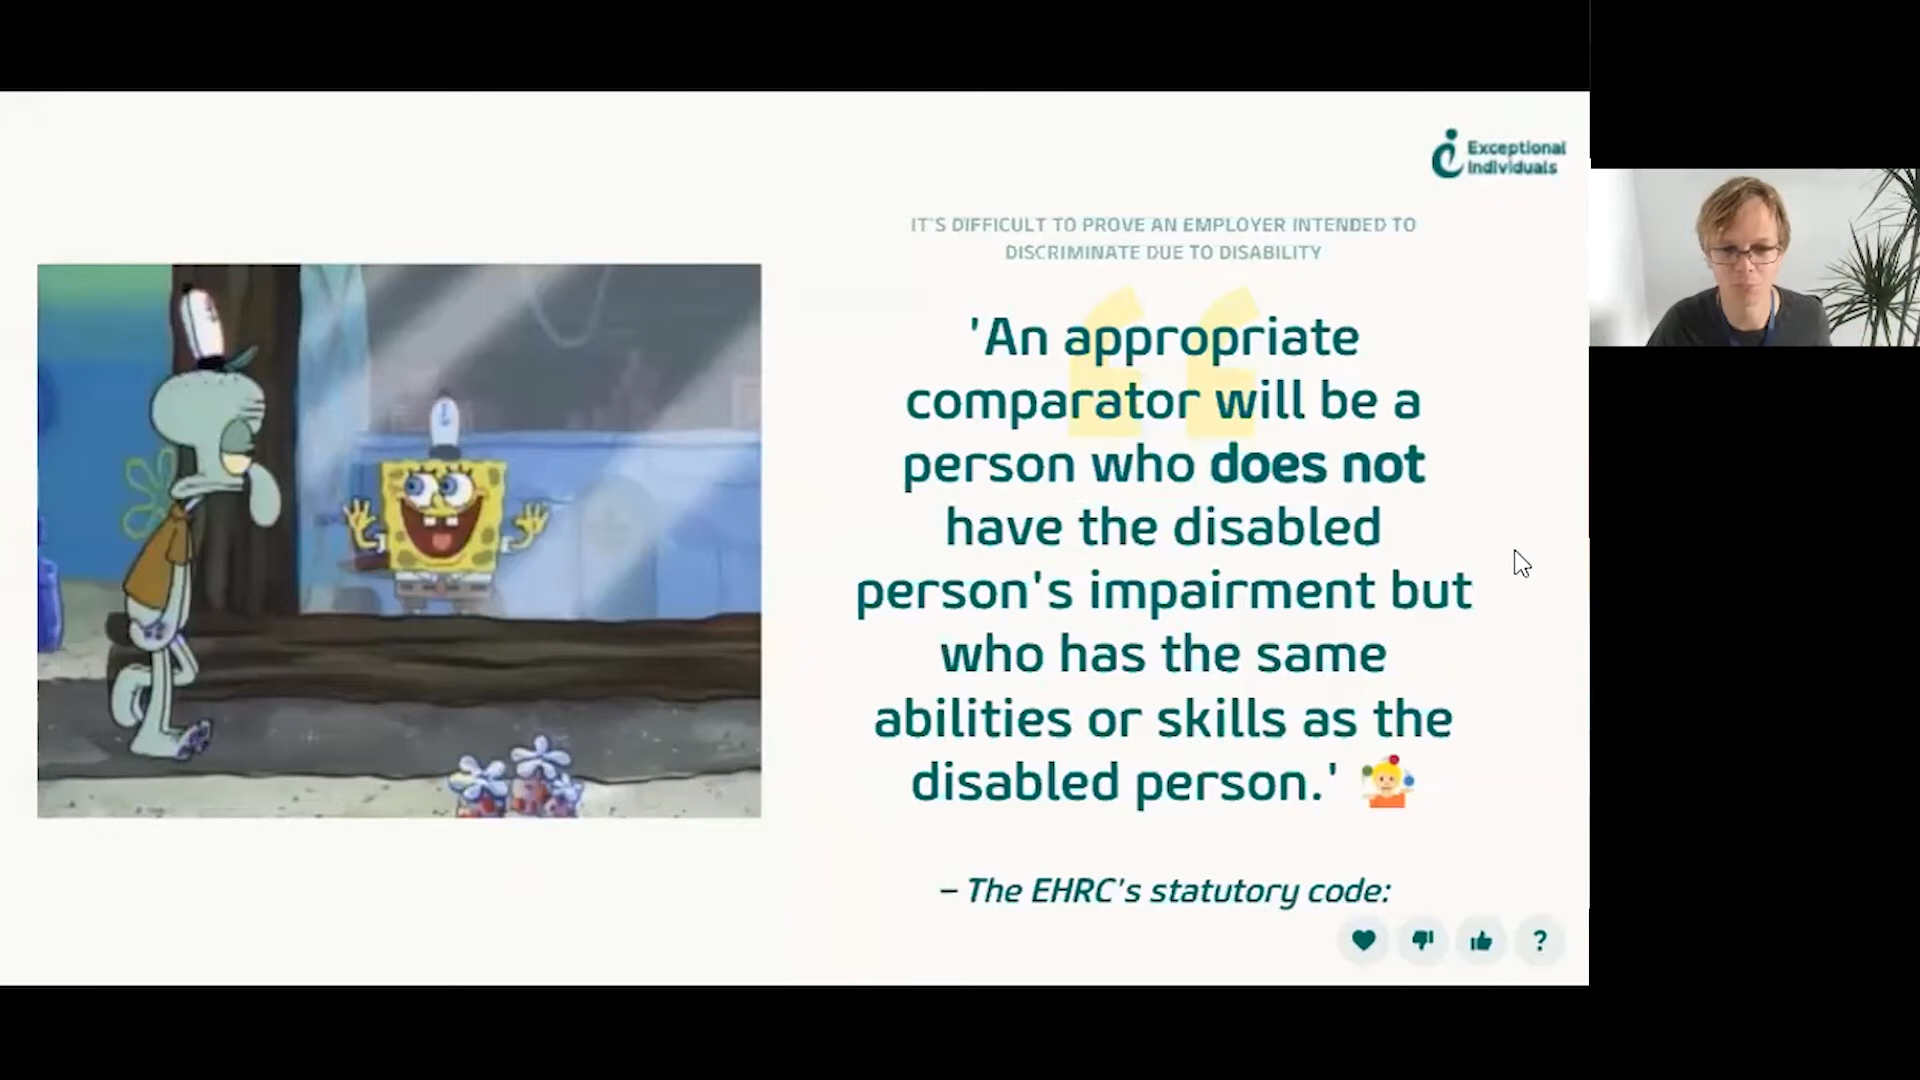 Exceptional
Individuals
IT'S DIFFICULT TO PROVE AN EMPLOYER INTENDED TO
DISCRIMINATE DUE TO DISABILITY
'An appropriate
comparator will be a
person who does not
have the disabled
person's impairment but
who has the same
abilities or skills as the
disabled person.'
– The EHRC's statutory code:
?